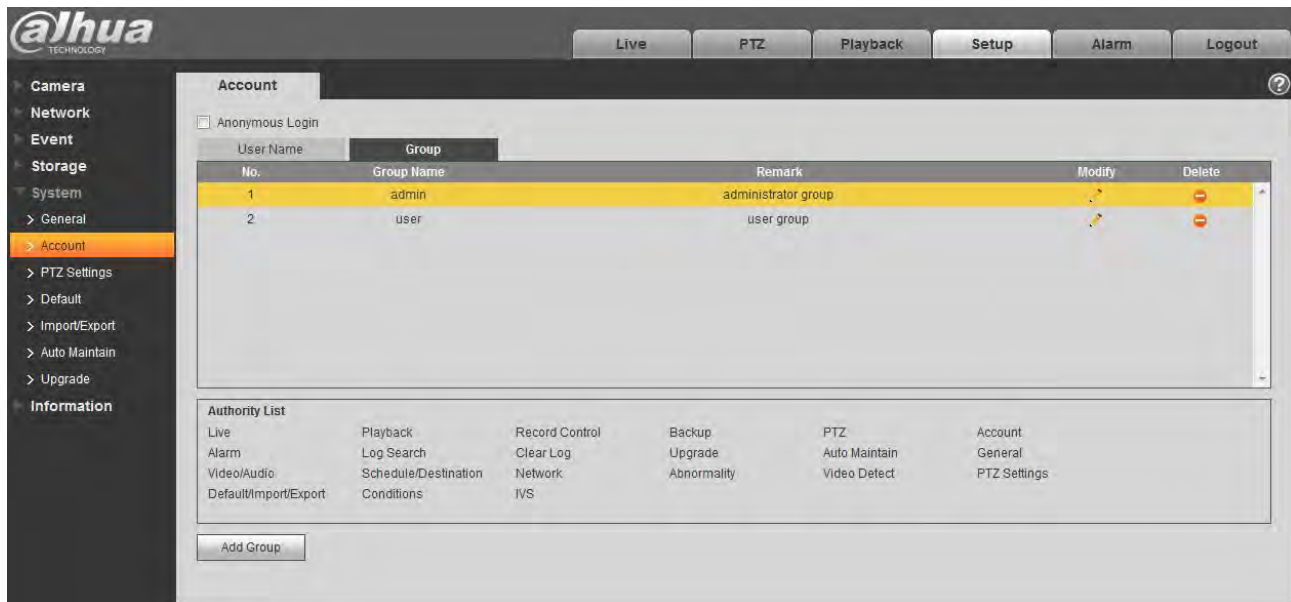 alhua
TECHNOLOGY
Live PTZ Playback Setup Alarm Logout
Camera
Network
Event
Storage
System
> General
> Account
> PTZ Settings
> Default
> Import/Export
> Auto Maintain
> Upgrade
Information
Account
?
Anonymous Login
User Name Group
No. Group Name Remark Modify Delete
1 admin administrator group
2 user user group
Authority List
Live Playback Record Control Backup PTZ Account
Alarm Log Search Clear Log Upgrade Auto Maintain General
Video/Audio Schedule/Destination Network Abnormality Video Detect PTZ Settings
Default/Import/Export Conditions IVS
Add Group